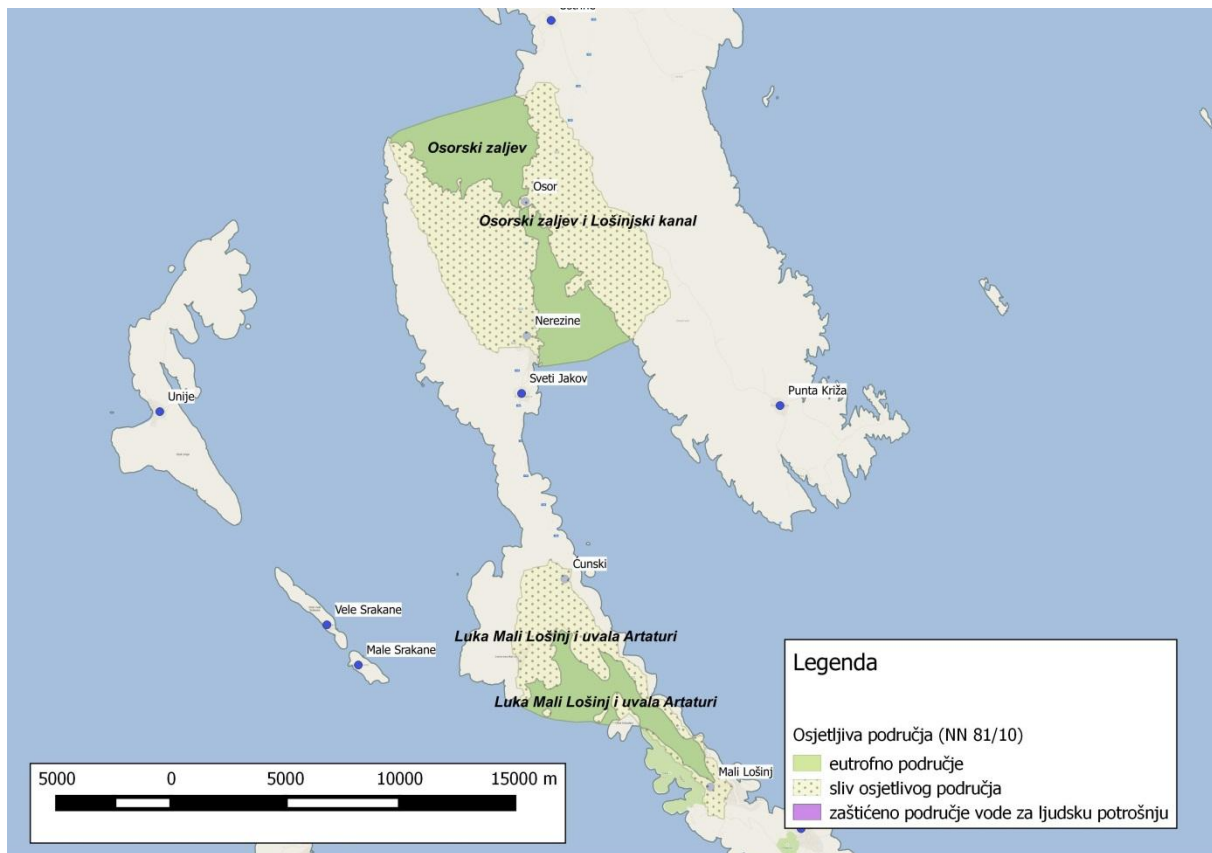 Osorski zaljev
Osor
Osorski zaljev i Lošinjski kanal
Nerezine
Sveti Jakov
Unije
Punta Križa
Ćunski
Vele Srakane
Male Srakane
Luka Mali Lošinj i uvala Artaturi
Luka Mali Lošinj i uvala Artaturi
Mali Lošinj
Legenda
Osjetljiva područja (NN 81/10)
eutrofno područje
sliv osjetlivog područja
zaštićeno područje vode za ljudsku potrošnju
5000 0 5000 10000 15000 m